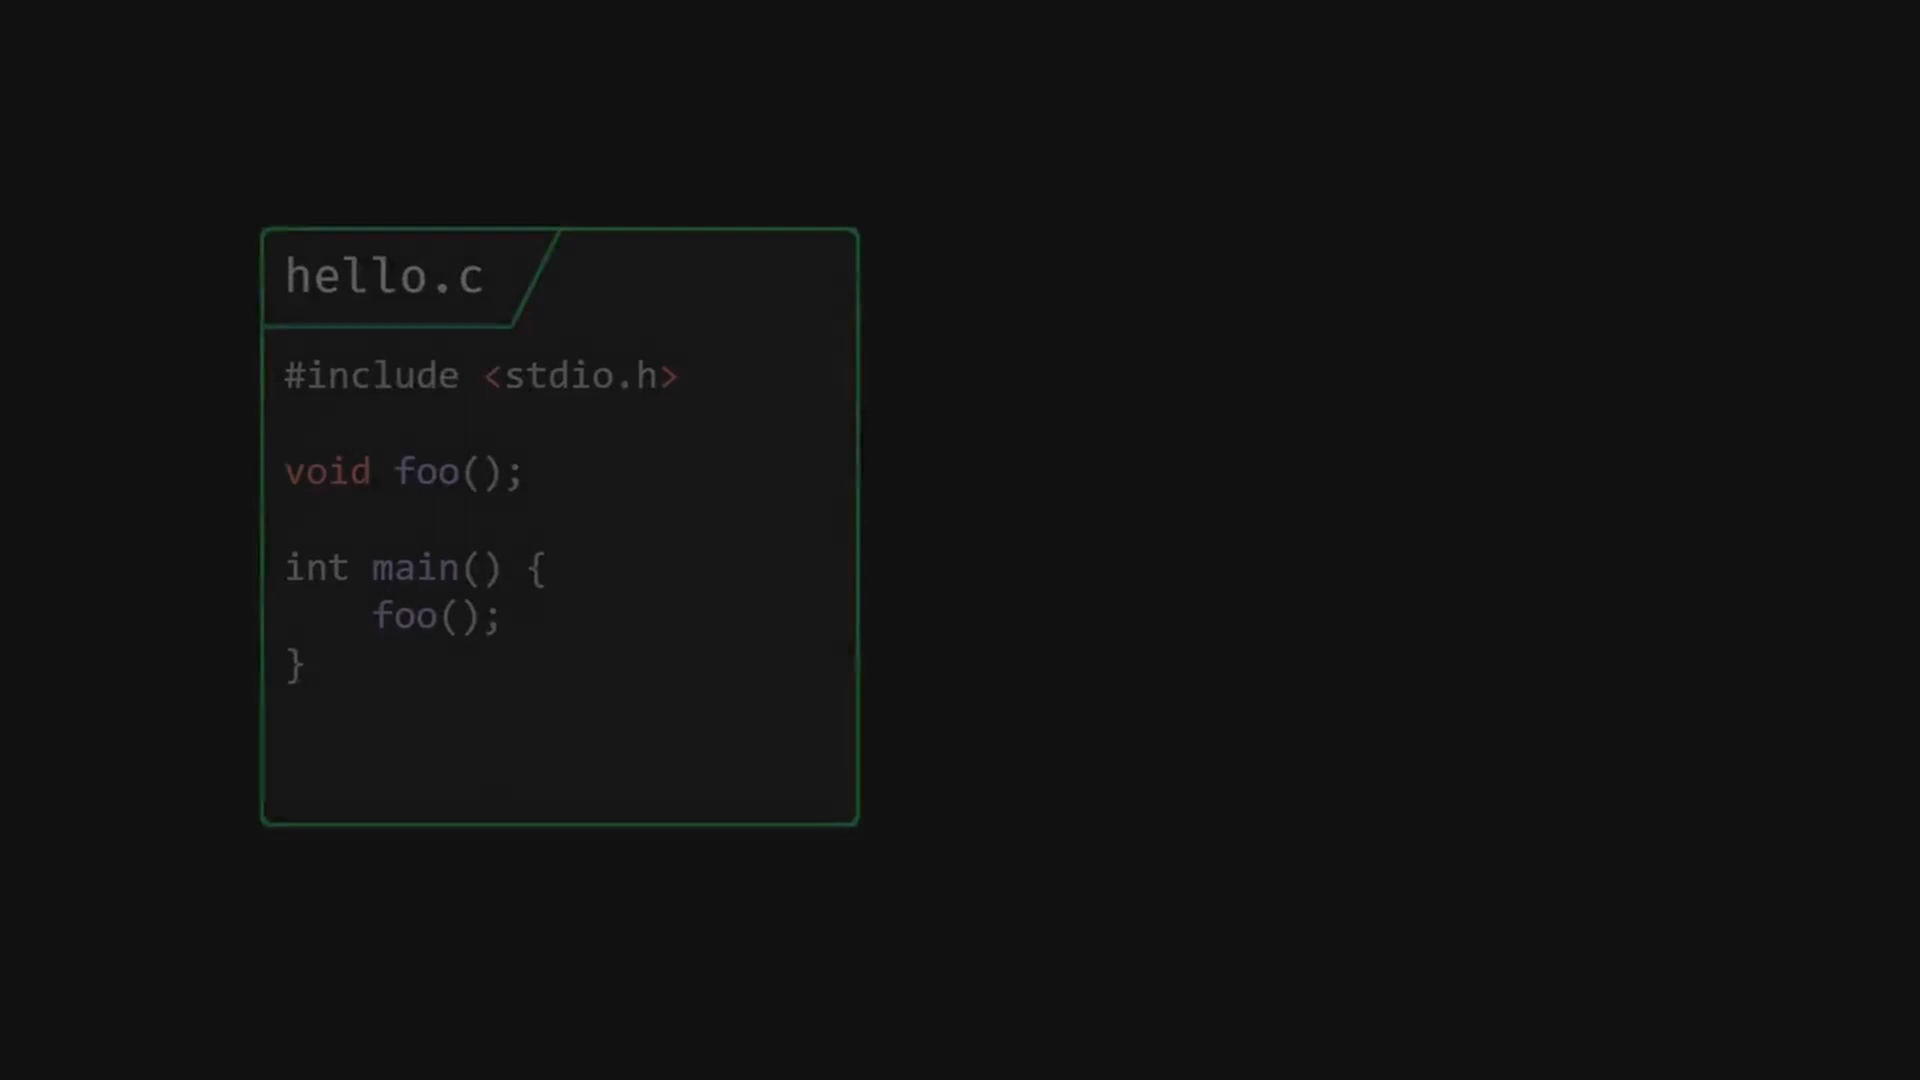 hello.c
#include <stdio.h>
void foo();
int main() {
    foo();
}